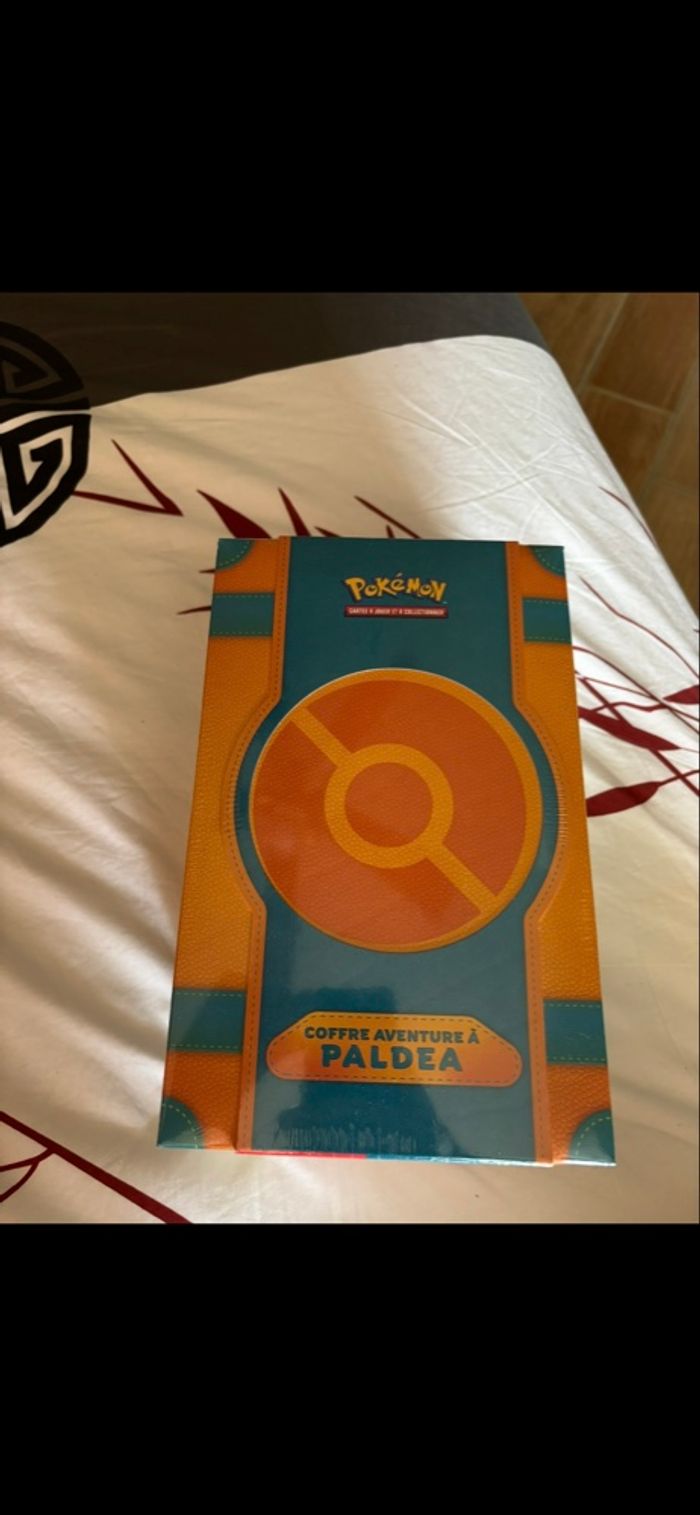 POKéMON
CARTES À JOUER ET À COLLECTIONNER
COFFRE AVENTURE À
PALDEA